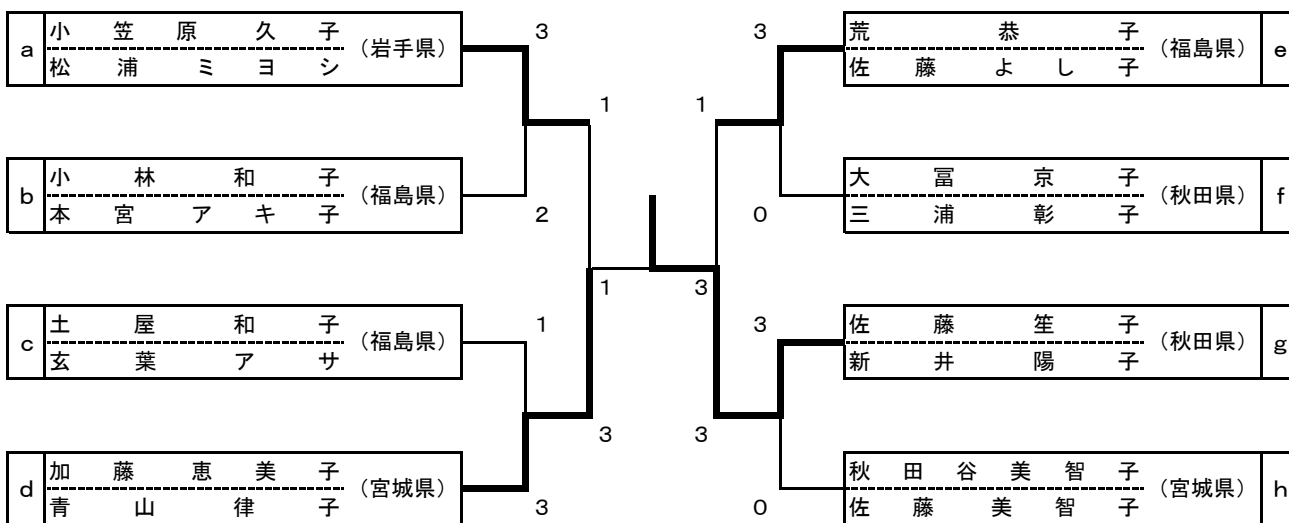 a 小笠原久子 (岩手県)
松浦ミヨシ
3
1
b 小林和子 (福島県)
本宮アキ子
2
1
c 土屋和子 (福島県)
玄葉アサ
1
3
d 加藤恵美子 (宮城県)
青山律子
3
3
荒恭子 (福島県) e
佐藤よし子
1
大冨京子 (秋田県) f
三浦彰子
0
3
3
佐藤笙子 (秋田県) g
新井陽子
3
秋田谷美智子 (宮城県) h
佐藤美智子
0